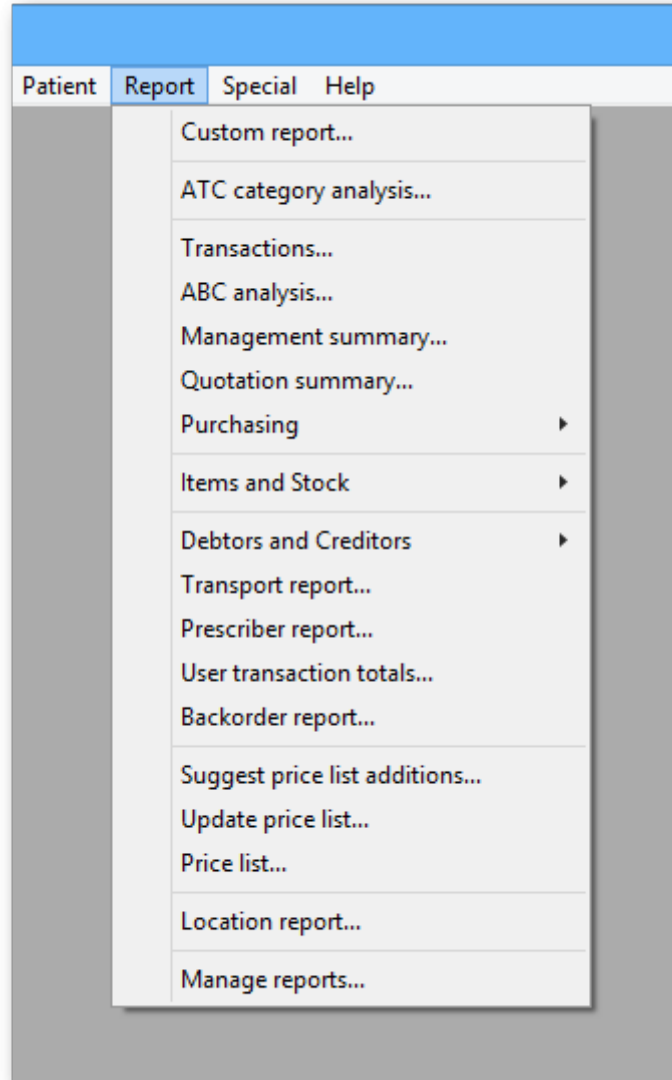 Patient Report Special Help
Custom report...
ATC category analysis...
Transactions...
ABC analysis...
Management summary...
Quotation summary...
Purchasing
Items and Stock
Debtors and Creditors
Transport report...
Prescriber report...
User transaction totals...
Backorder report...
Suggest price list additions...
Update price list...
Price list...
Location report...
Manage reports...